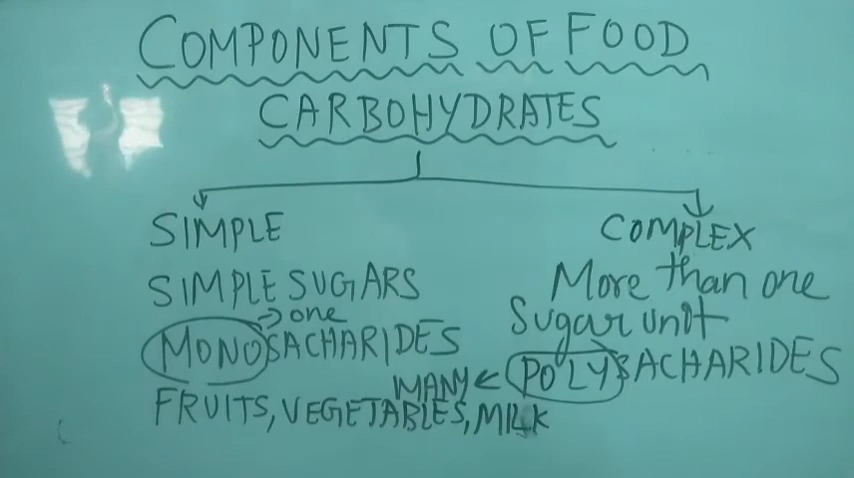 COMPONENTS OF FOOD
CARBOHYDRATES
SIMPLE
SIMPLE SUGARS
→ one
MONOSACHARIDES
FRUITS, VEGETABLES, MILK
COMPLEX
More than one
Sugar unit
MANY ← POLYSACHARIDES